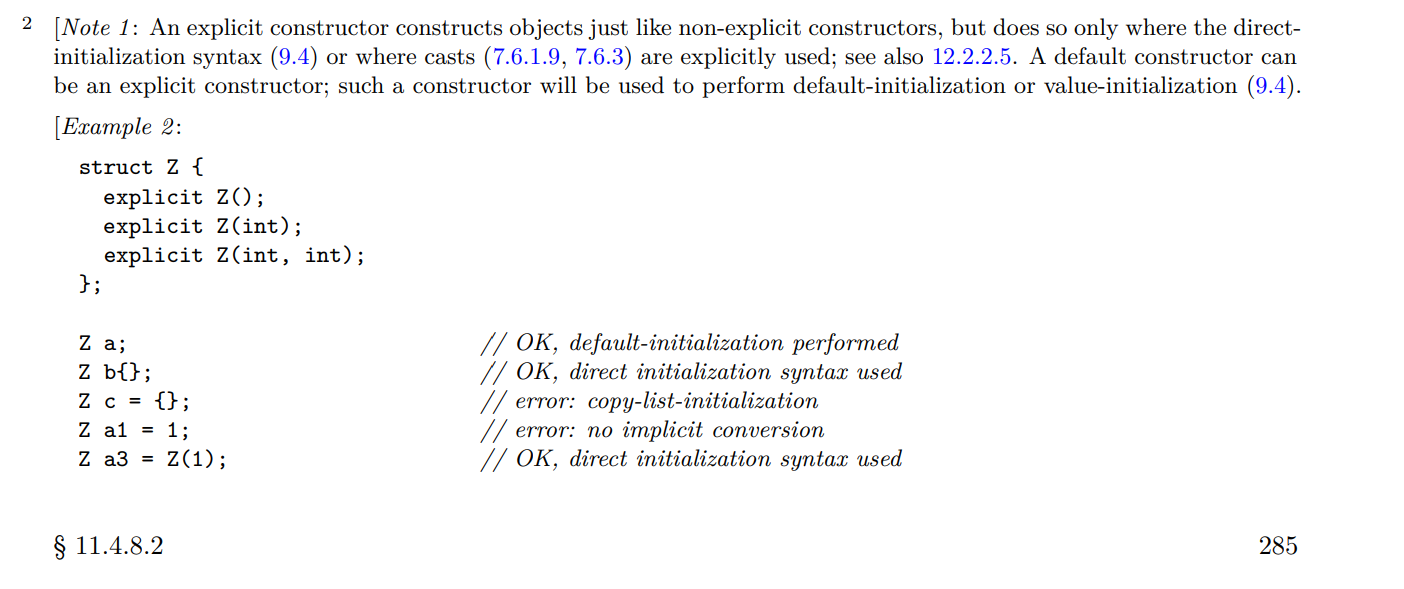 2 [Note 1: An explicit constructor constructs objects just like non-explicit constructors, but does so only where the direct-
initialization syntax (9.4) or where casts (7.6.1.9, 7.6.3) are explicitly used; see also 12.2.2.5. A default constructor can
be an explicit constructor; such a constructor will be used to perform default-initialization or value-initialization (9.4).
[Example 2:
struct Z {
explicit Z();
explicit Z(int);
explicit Z(int, int);
};
Z a; // OK, default-initialization performed
Z b{}; // OK, direct initialization syntax used
Z c = {}; // error: copy-list-initialization
Z a1 = 1; // error: no implicit conversion
Z a3 = Z(1); // OK, direct initialization syntax used
§ 11.4.8.2 285